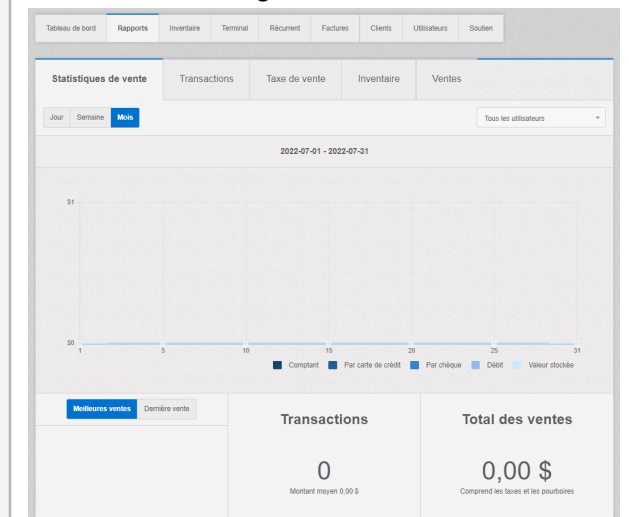 Tableau de bord Rapports Inventaire Terminal Récurrent Factures Clients Utilisateurs Soutien
Statistiques de vente Transactions Taxe de vente Inventaire Ventes
Jour Semaine Mois Tous les utilisateurs
2022-07-01 - 2022-07-31
$1
$0
1 5 10 15 20 25 31
Comptant Par carte de crédit Par chèque Débit Valeur stockée
Meilleures ventes Dernière vente
Transactions Total des ventes
0 0,00 $
Montant moyen 0,00 $ Comprend les taxes et les pourboires